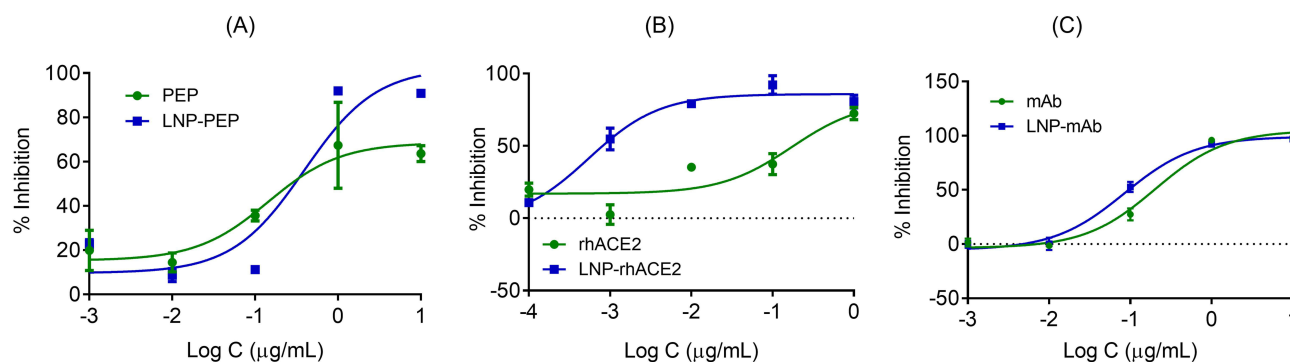 (A)
(B)
(C)
% Inhibition
100
80
60
40
20
0
PEP
LNP-PEP
-3
-2
-1
0
1
Log C (μg/mL)
% Inhibition
100
50
0
-50
rhACE2
LNP-rhACE2
-4
-3
-2
-1
0
Log C (μg/mL)
% Inhibition
150
100
50
0
-50
mAb
LNP-mAb
-3
-2
-1
0
Log C (μg/mL)